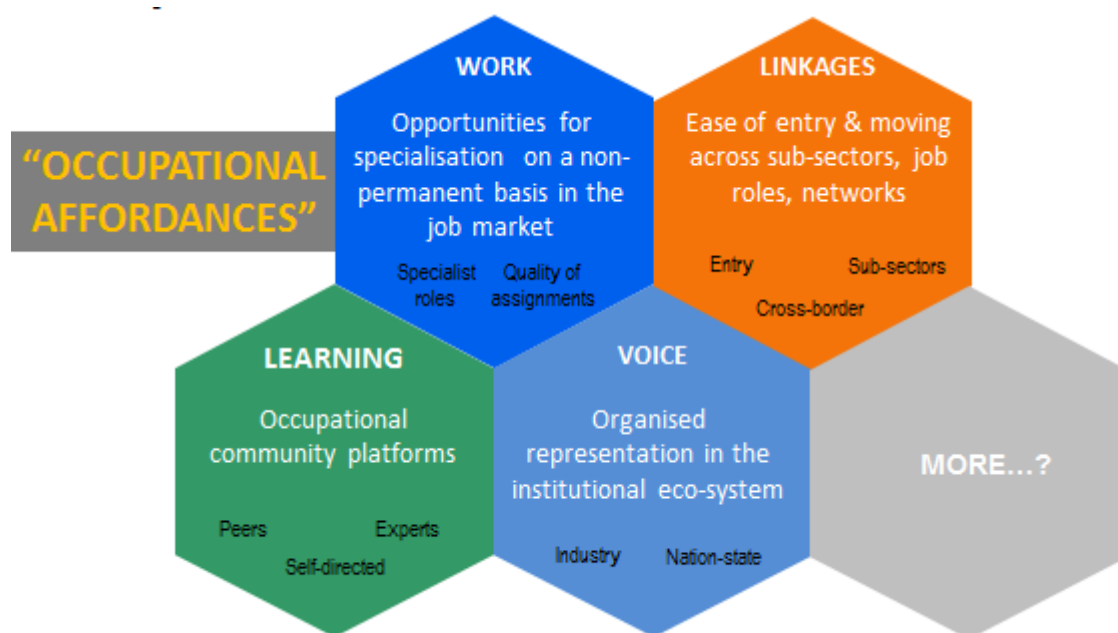 “OCCUPATIONAL
AFFORDANCES”
WORK
Opportunities for
specialisation on a non-
permanent basis in the
job market
Specialist
roles
Quality of
assignments
LINKAGES
Ease of entry & moving
across sub-sectors, job
roles, networks
Entry
Sub-sectors
Cross-border
LEARNING
Occupational
community platforms
Peers
Experts
Self-directed
VOICE
Organised
representation in the
institutional eco-system
Industry
Nation-state
MORE...?